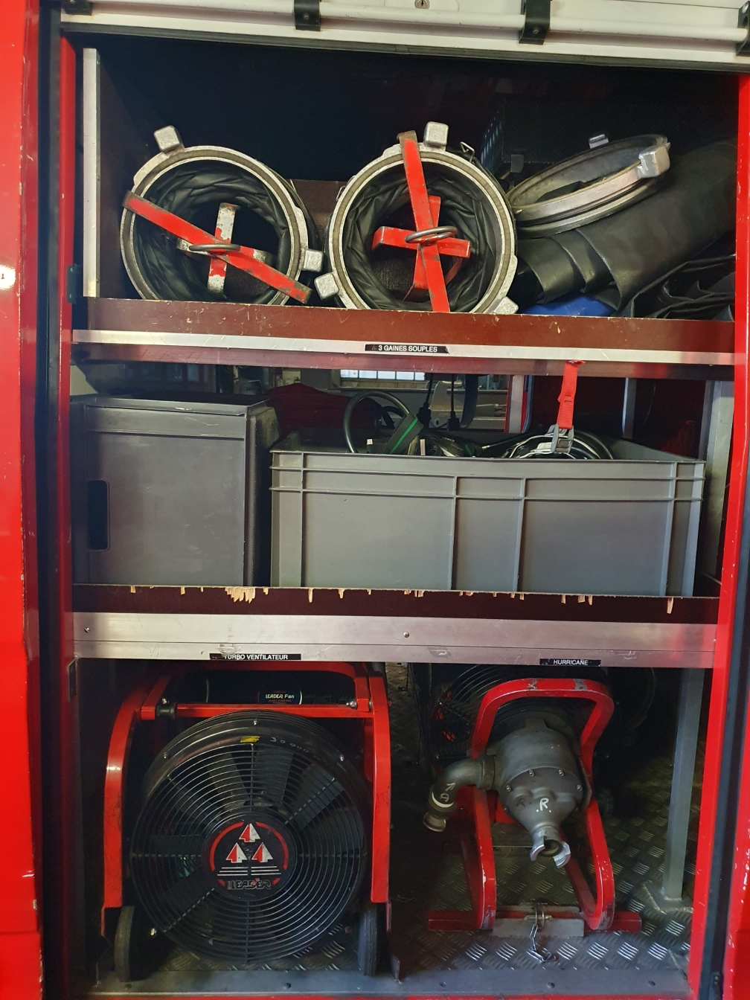 3 GAINES SOUPLES
TURBO VENTILATEUR
HURRICANE
LEADER Fan
LEADER
R